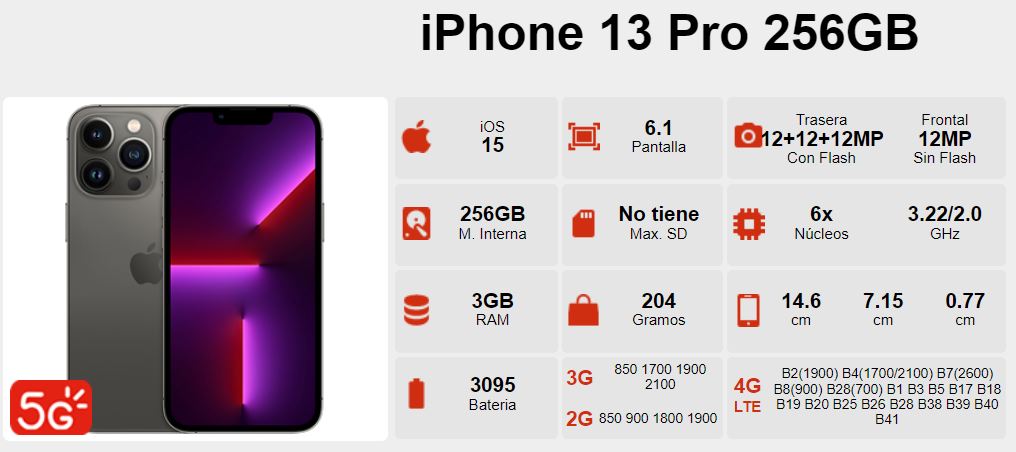 iPhone 13 Pro 256GB
iOS
15
6.1
Pantalla
Trasera
12+12+12MP
Con Flash
Frontal
12MP
Sin Flash
256GB
M. Interna
No tiene
Max. SD
6x
Núcleos
3.22/2.0
GHz
3GB
RAM
204
Gramos
14.6
cm
7.15
cm
0.77
cm
5G
3095
Bateria
3G
850 1700 1900
2100
2G
850 900 1800 1900
4G
LTE
B2(1900) B4(1700/2100) B7(2600)
B8(900) B28(700) B1 B3 B5 B17 B18
B19 B20 B25 B26 B28 B38 B39 B40
B41